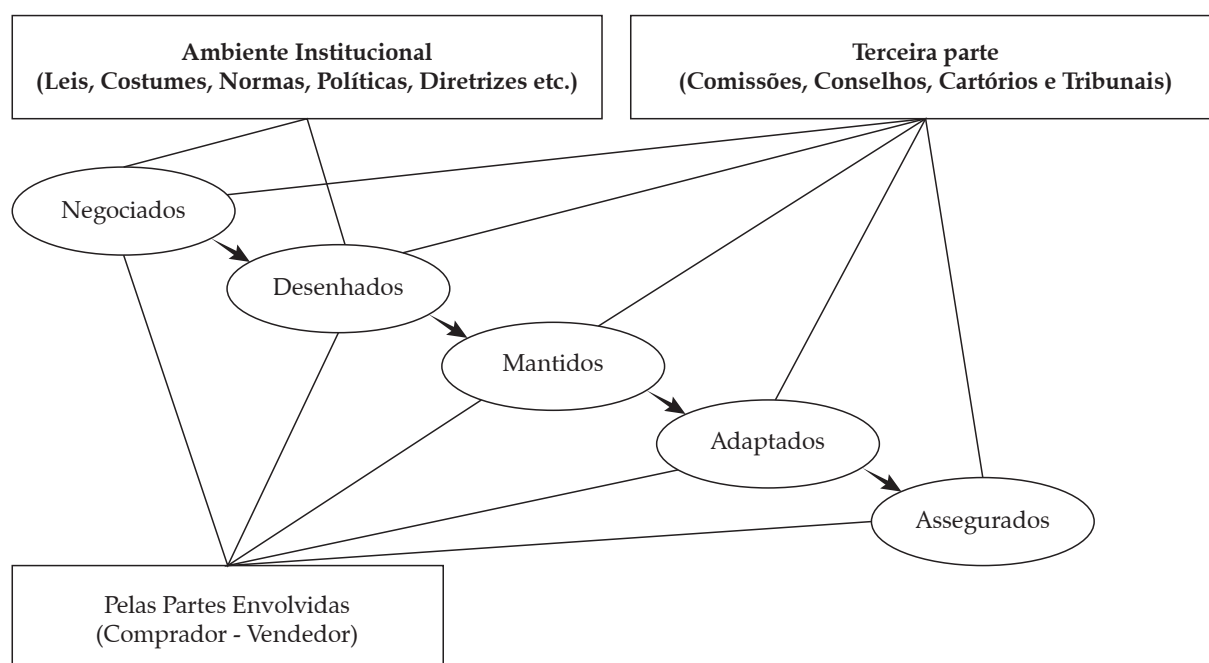 Ambiente Institucional
(Leis, Costumes, Normas, Políticas, Diretrizes etc.)
Terceira parte
(Comissões, Conselhos, Cartórios e Tribunais)
Negociados
Desenhados
Mantidos
Adaptados
Assegurados
Pelas Partes Envolvidas
(Comprador - Vendedor)